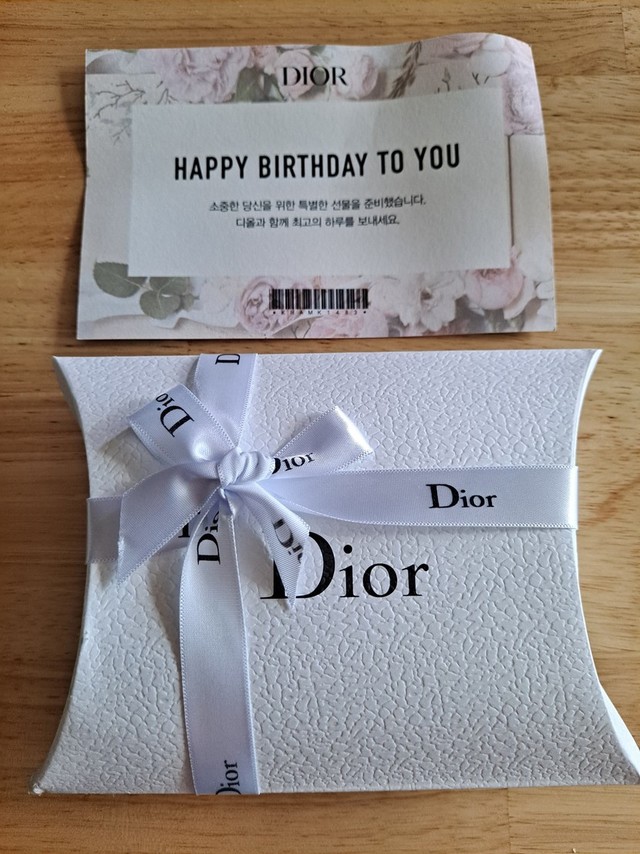 DIOR
HAPPY BIRTHDAY TO YOU
소중한 당신을 위한 특별한 선물을 준비했습니다.
디올과 함께 최고의 하루를 보내세요.
Dior
Dior
Dior
Dior
Dior
Dior